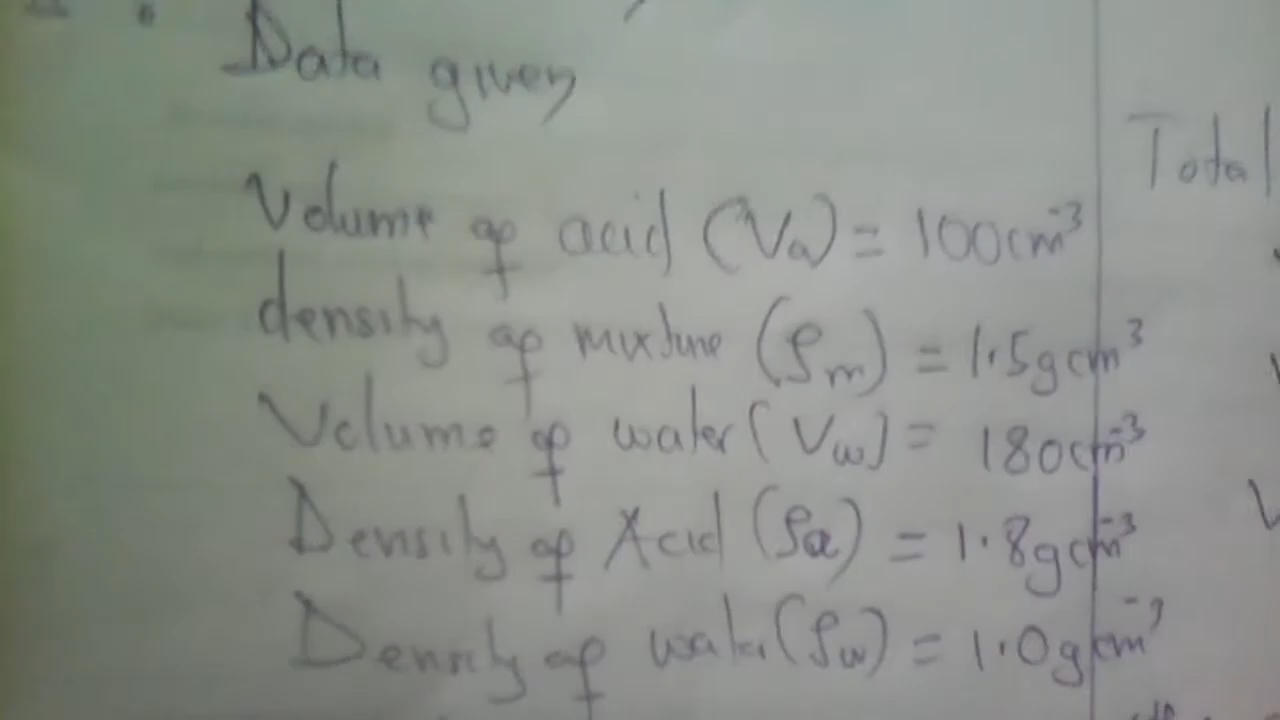 Data given
Total
Volume of acid (Va) = 100cm⁻³
density of mixture (ρm) = 1.5gcm³
Volume of water (Vw) = 180cm⁻³
Density of Acid (ρa) = 1.8gcm⁻³
Density of water (ρw) = 1.0gcm⁻³